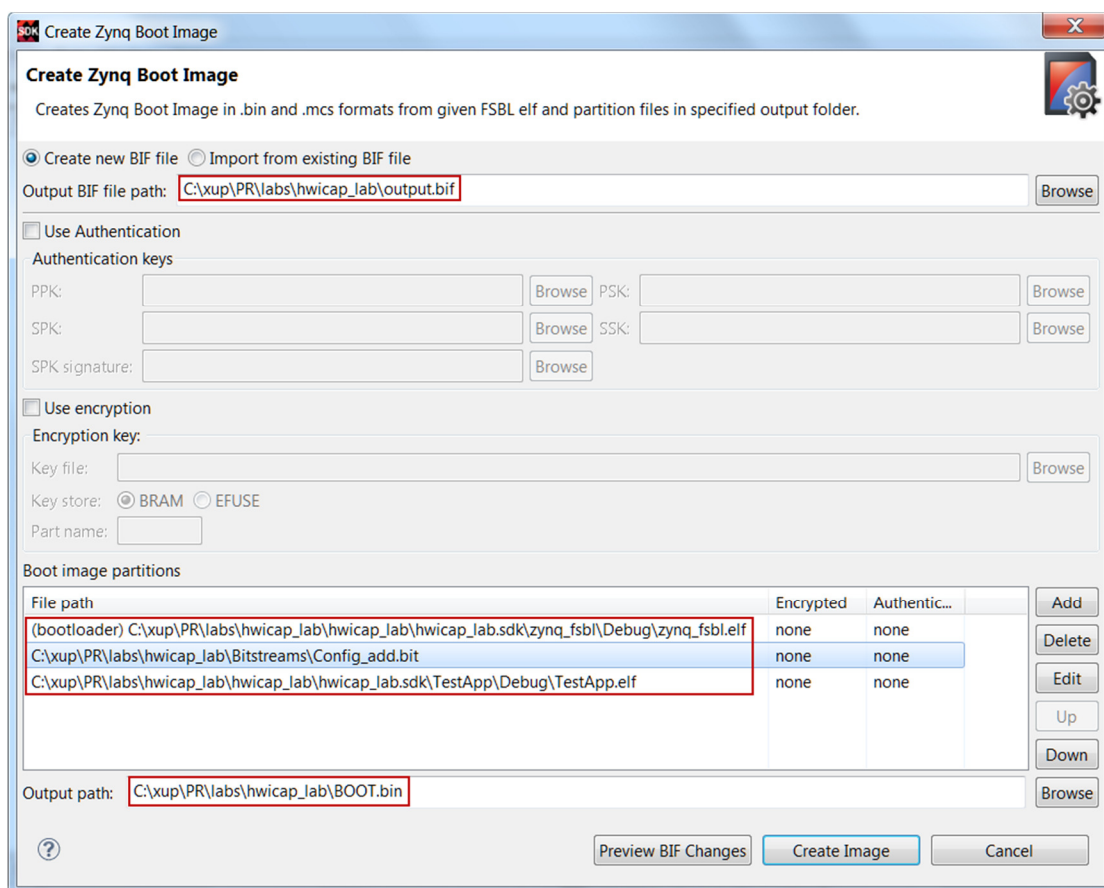 SDK Create Zynq Boot Image
X
Create Zynq Boot Image
Creates Zynq Boot Image in .bin and .mcs formats from given FSBL elf and partition files in specified output folder.
Create new BIF file Import from existing BIF file
Output BIF file path: C:\xup\PR\labs\hwicap_lab\output.bif Browse
Use Authentication
Authentication keys
PPK: Browse PSK: Browse
SPK: Browse SSK: Browse
SPK signature: Browse
Use encryption
Encryption key:
Key file: Browse
Key store: BRAM EFUSE
Part name:
Boot image partitions
File path Encrypted Authentic... Add
(bootloader) C:\xup\PR\labs\hwicap_lab\hwicap_lab\hwicap_lab.sdk\zynq_fsbl\Debug\zynq_fsbl.elf none none
Delete
C:\xup\PR\labs\hwicap_lab\Bitstreams\Config_add.bit none none
C:\xup\PR\labs\hwicap_lab\hwicap_lab\hwicap_lab.sdk\TestApp\Debug\TestApp.elf none none Edit
Up
Down
Output path: C:\xup\PR\labs\hwicap_lab\BOOT.bin Browse
? Preview BIF Changes Create Image Cancel